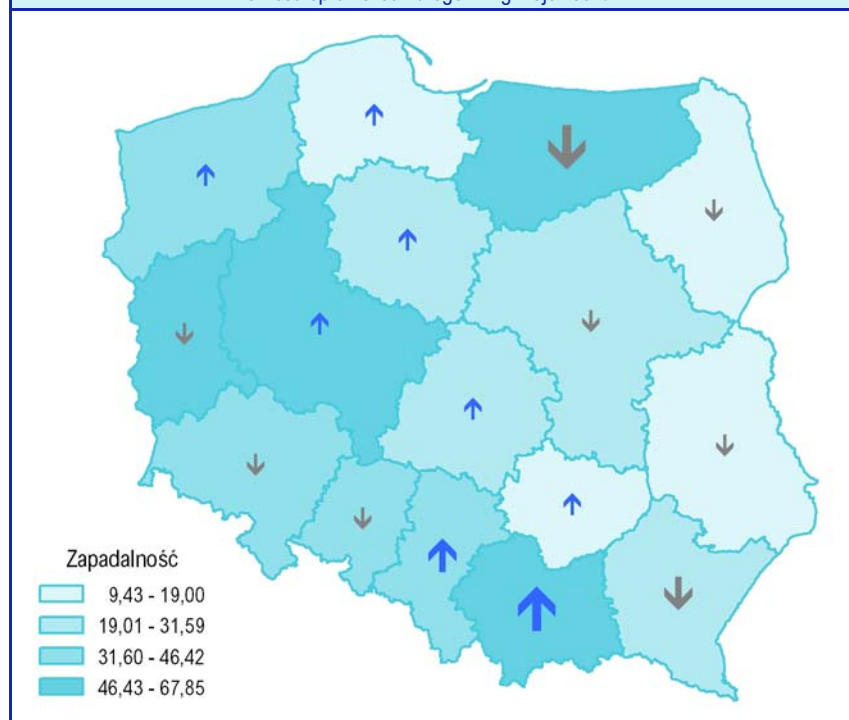 Zapadalność
9,43 - 19,00
19,01 - 31,59
31,60 - 46,42
46,43 - 67,85